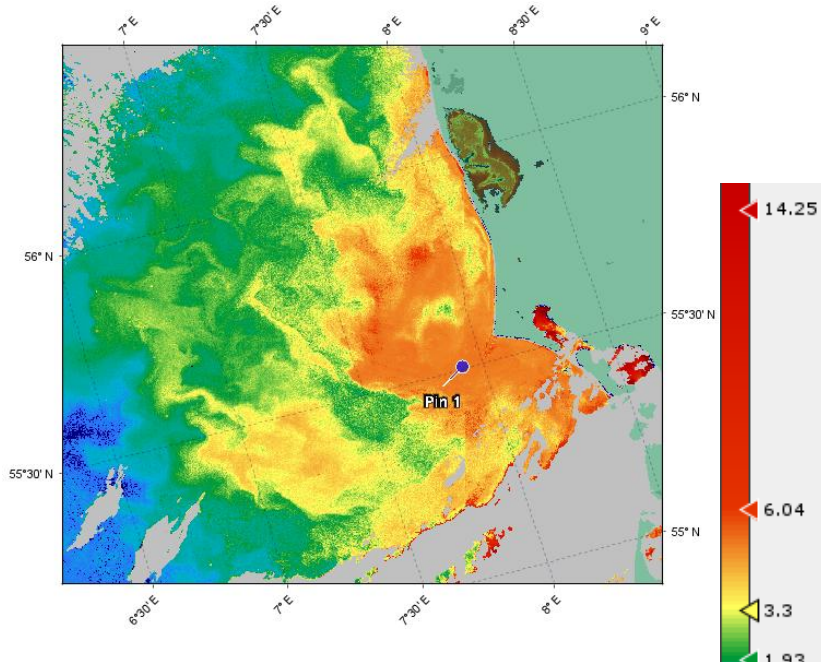 7° E
7°30' E
8° E
8°30' E
9° E
56° N
56° N
14.25
55°30' N
Pin 1
55°30' N
6.04
55° N
3.3
1.93
6°30' E
7° E
7°30' E
8° E